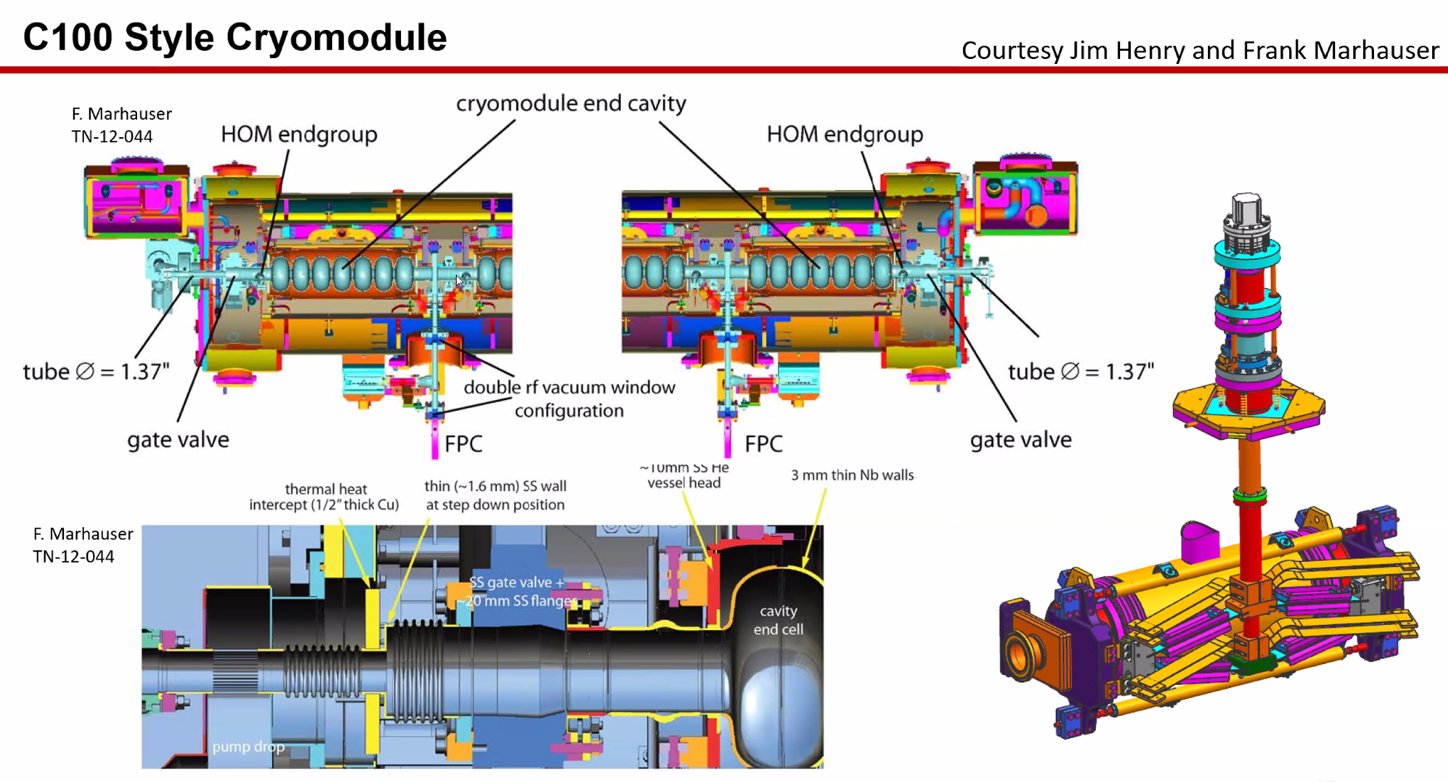 C100 Style Cryomodule
Courtesy Jim Henry and Frank Marhauser
F. Marhauser
TN-12-044
cryomodule end cavity
HOM endgroup
HOM endgroup
tube Ø = 1.37"
tube Ø = 1.37"
double rf vacuum window
configuration
gate valve
FPC
FPC
gate valve
thermal heat
intercept (1/2" thick Cu)
thin (~1.6 mm) SS wall
at step down position
~10mm SS He
vessel head
3 mm thin Nb walls
F. Marhauser
TN-12-044
SS gate valve +
~20 mm SS flanges
cavity
end cell
pump drop